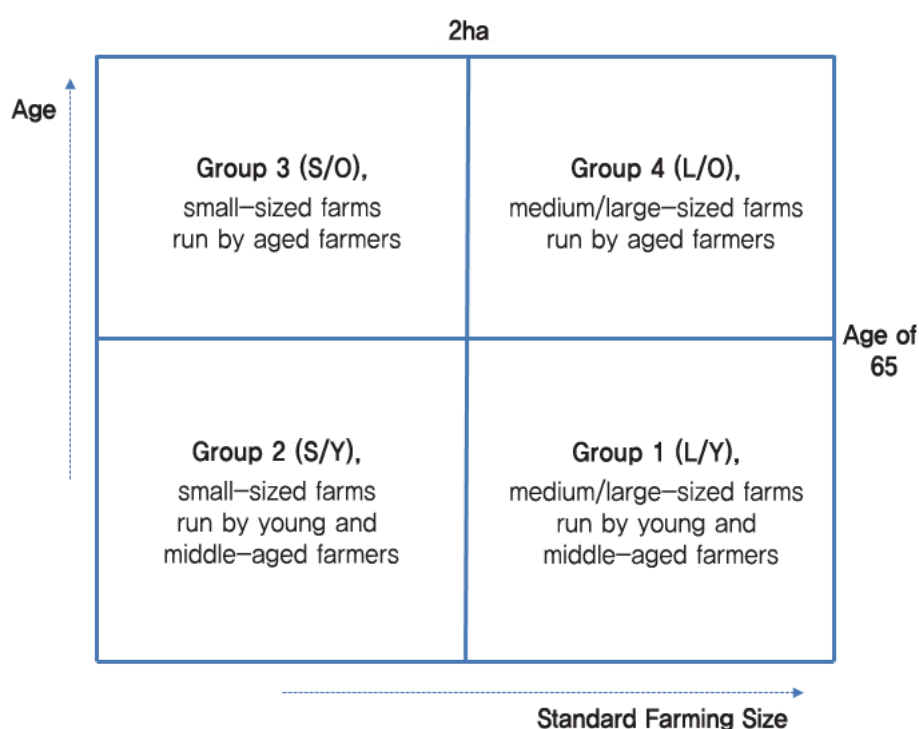 2ha
Age
Group 3 (S/O),
small-sized farms
run by aged farmers
Group 4 (L/O),
medium/large-sized farms
run by aged farmers
Age of
65
Group 2 (S/Y),
small-sized farms
run by young and
middle-aged farmers
Group 1 (L/Y),
medium/large-sized farms
run by young and
middle-aged farmers
Standard Farming Size